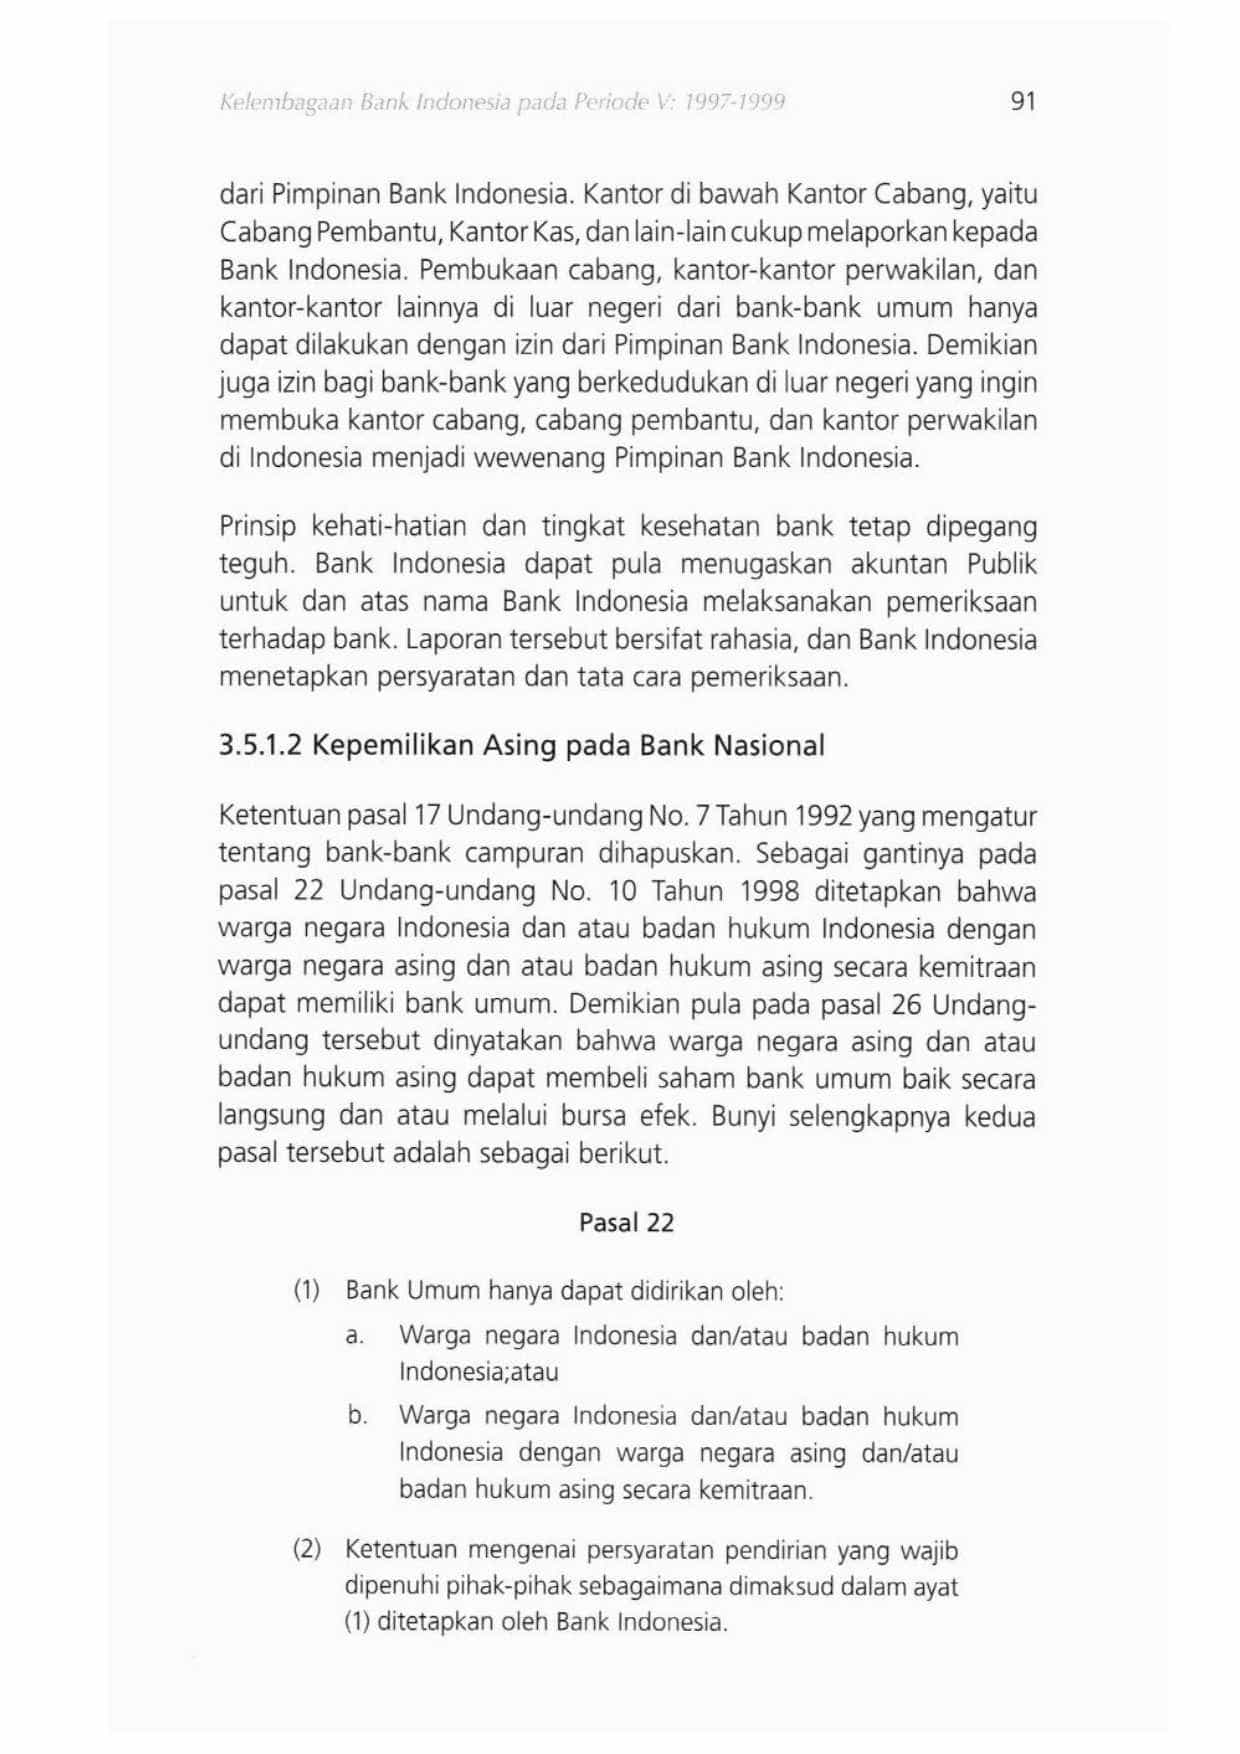 Kelembagaan Bank Indonesia pada Periode V: 1997-1999 91
dari Pimpinan Bank Indonesia. Kantor di bawah Kantor Cabang, yaitu
Cabang Pembantu, Kantor Kas, dan lain-lain cukup melaporkan kepada
Bank Indonesia. Pembukaan cabang, kantor-kantor perwakilan, dan
kantor-kantor lainnya di luar negeri dari bank-bank umum hanya
dapat dilakukan dengan izin dari Pimpinan Bank Indonesia. Demikian
juga izin bagi bank-bank yang berkedudukan di luar negeri yang ingin
membuka kantor cabang, cabang pembantu, dan kantor perwakilan
di Indonesia menjadi wewenang Pimpinan Bank Indonesia.
Prinsip kehati-hatian dan tingkat kesehatan bank tetap dipegang
teguh. Bank Indonesia dapat pula menugaskan akuntan Publik
untuk dan atas nama Bank Indonesia melaksanakan pemeriksaan
terhadap bank. Laporan tersebut bersifat rahasia, dan Bank Indonesia
menetapkan persyaratan dan tata cara pemeriksaan.
3.5.1.2 Kepemilikan Asing pada Bank Nasional
Ketentuan pasal 17 Undang-undang No. 7 Tahun 1992 yang mengatur
tentang bank-bank campuran dihapuskan. Sebagai gantinya pada
pasal 22 Undang-undang No. 10 Tahun 1998 ditetapkan bahwa
warga negara Indonesia dan atau badan hukum Indonesia dengan
warga negara asing dan atau badan hukum asing secara kemitraan
dapat memiliki bank umum. Demikian pula pada pasal 26 Undang-
undang tersebut dinyatakan bahwa warga negara asing dan atau
badan hukum asing dapat membeli saham bank umum baik secara
langsung dan atau melalui bursa efek. Bunyi selengkapnya kedua
pasal tersebut adalah sebagai berikut.
Pasal 22
(1) Bank Umum hanya dapat didirikan oleh:
a. Warga negara Indonesia dan/atau badan hukum
Indonesia;atau
b. Warga negara Indonesia dan/atau badan hukum
Indonesia dengan warga negara asing dan/atau
badan hukum asing secara kemitraan.
(2) Ketentuan mengenai persyaratan pendirian yang wajib
dipenuhi pihak-pihak sebagaimana dimaksud dalam ayat
(1) ditetapkan oleh Bank Indonesia.